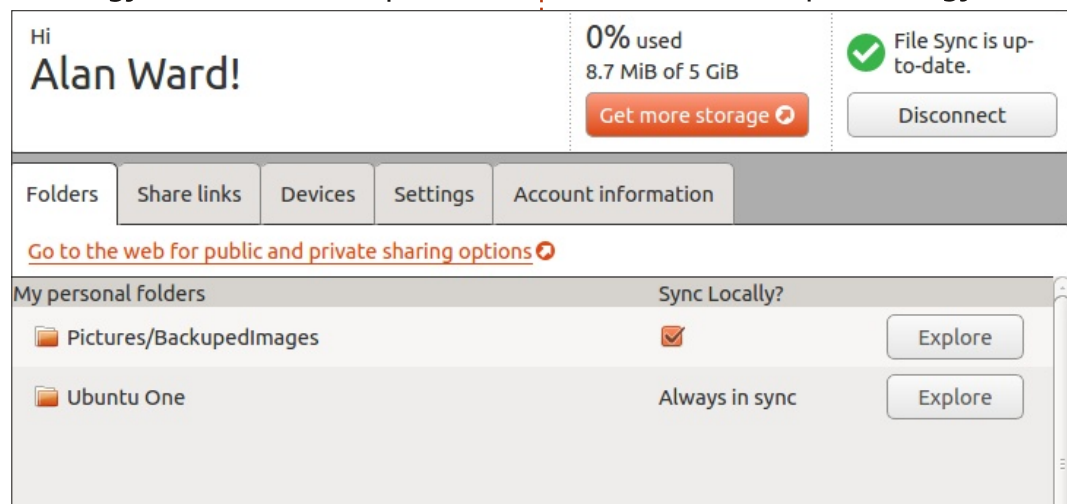 Hi
Alan Ward!
0% used
8.7 MiB of 5 GiB
Get more storage
File Sync is up-
to-date.
Disconnect
Folders
Share links
Devices
Settings
Account information
Go to the web for public and private sharing options
My personal folders
Sync Locally?
Pictures/BackupedImages
Explore
Ubuntu One
Always in sync
Explore